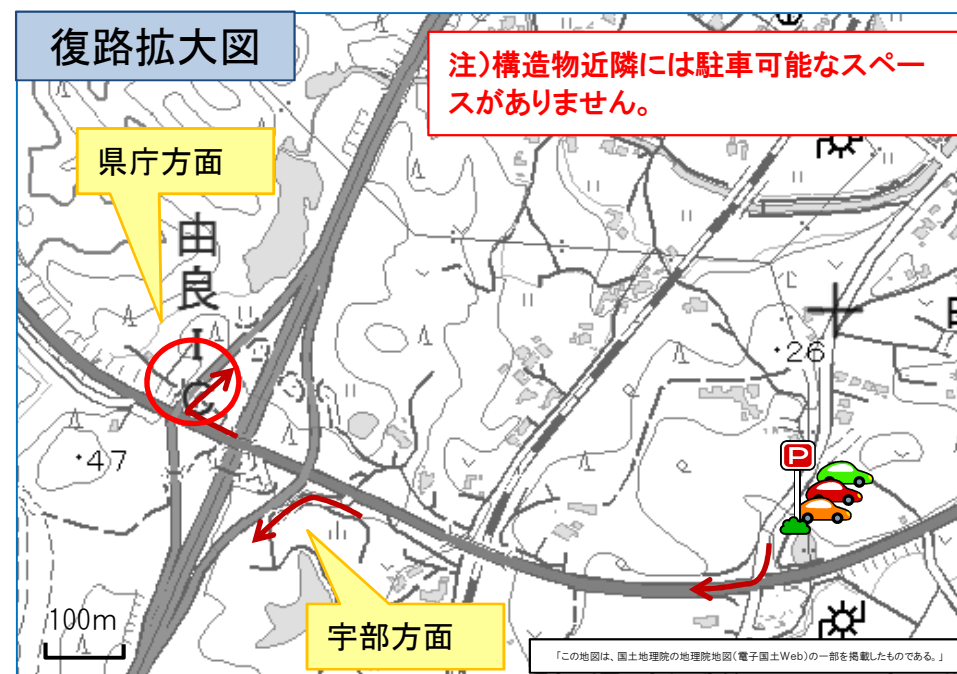 復路拡大図
注)構造物近隣には駐車可能なスペー
スがありません。
県庁方面
由良IC
・26
・47
P
100m
宇部方面
「この地図は、国土地理院の地理院地図(電子国土Web)の一部を掲載したものである。」